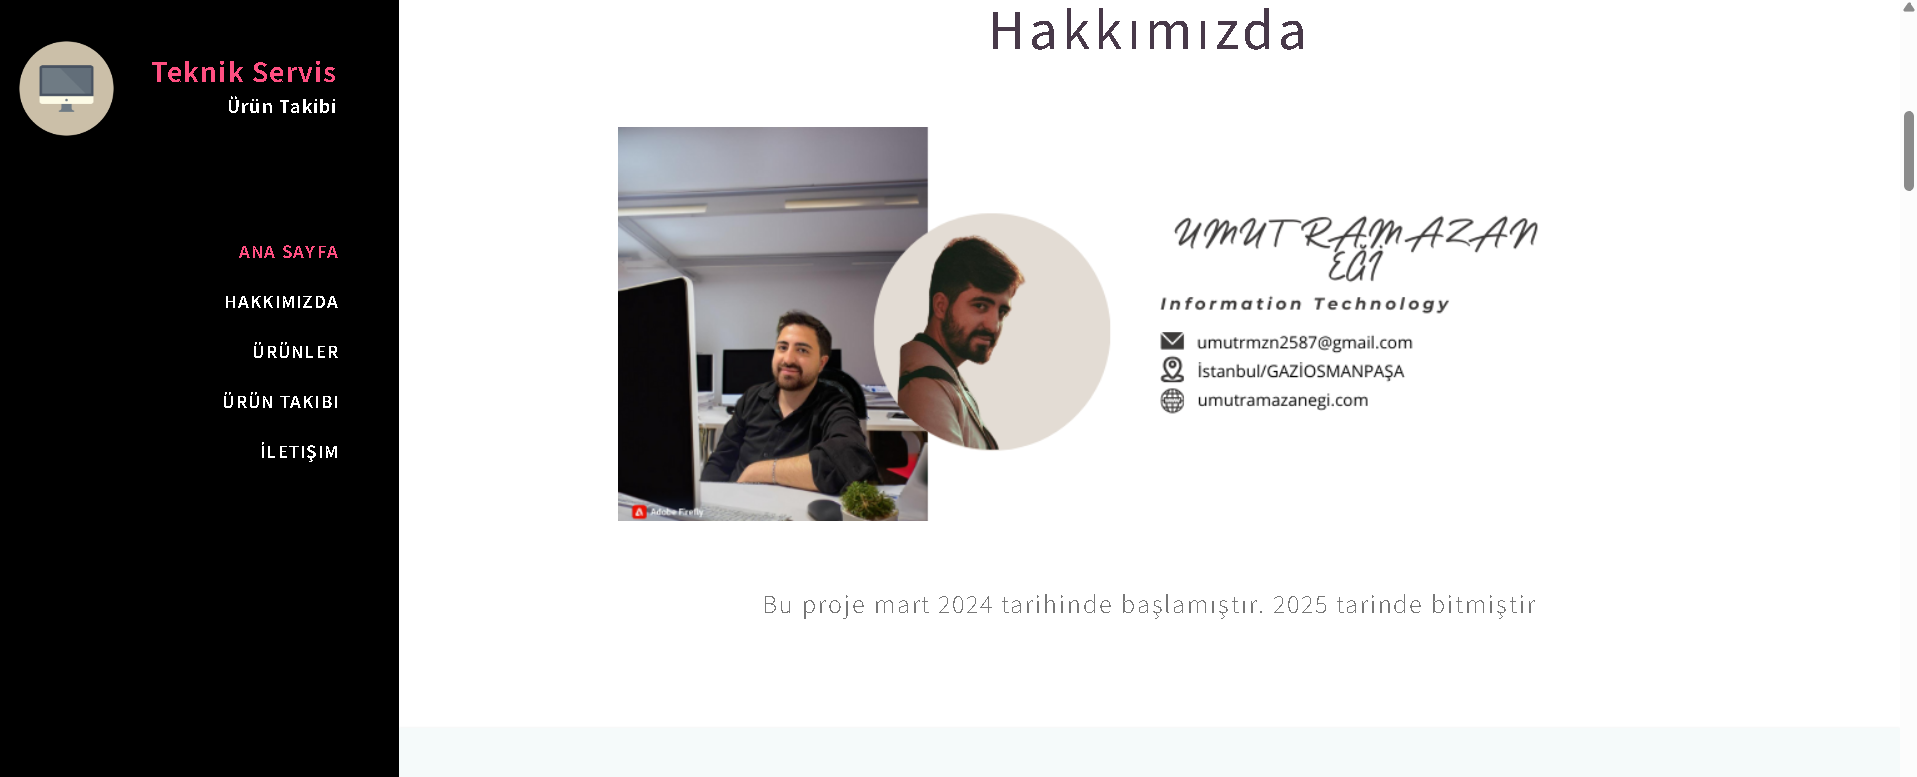 Teknik Servis
Ürün Takibi
ANA SAYFA
HAKKIMIZDA
ÜRÜNLER
ÜRÜN TAKIBI
İLETIŞIM
Hakkımızda
Adobe Firefly
UMUT RAMAZAN
EĞİ
Information Technology
umutrmzn2587@gmail.com
İstanbul/GAZİOSMANPAŞA
umutramazanegi.com
Bu proje mart 2024 tarihinde başlamıştır. 2025 tarinde bitmiştir